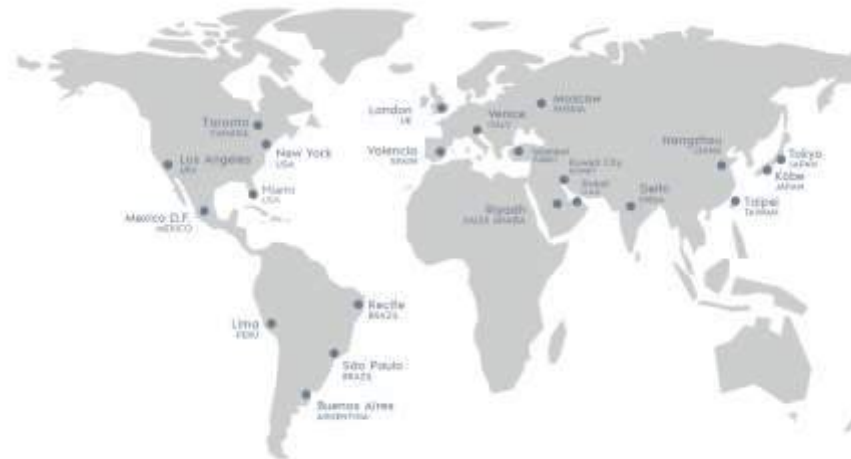 Toronto
CANADA
New York
USA
Los Angeles
USA
Miami
USA
Mexico D.F.
MEXICO
Recife
BRAZIL
Lima
PERU
São Paulo
BRAZIL
Buenos Aires
ARGENTINA
London
UK
Valencia
SPAIN
Venice
ITALY
Moscow
RUSSIA
Istanbul
Kuwait City
KUWAIT
Dubai
UAE
Riyadh
SAUDI ARABIA
Delhi
INDIA
Hangzhou
CHINA
Tokyo
JAPAN
Kobe
JAPAN
Taipei
TAIWAN